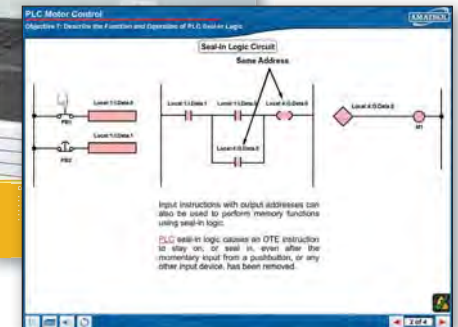 PLC Motor Control
AMATROL
Objective 7: Describe the Function and Operation of PLC Seal-in Logic
Seal-In Logic Circuit
Same Address
Local:1:I.Data.0
PB1
Local:1:I.Data.1
PB2
Local:1:I.Data.1 Local:1:I.Data.0 Local:4:O.Data.0
Local:4:O.Data.0
Local:4:O.Data.0
M1
Input instructions with output addresses can
also be used to perform memory functions
using seal-in logic.
PLC seal-in logic causes an OTE instruction
to stay on, or seal in, even after the
momentary input from a pushbutton, or any
other input device, has been removed.
2 of 4